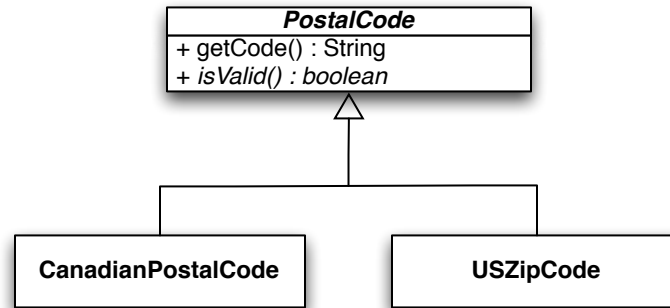 PostalCode
+ getCode() : String
+ isValid() : boolean
CanadianPostalCode
USZipCode